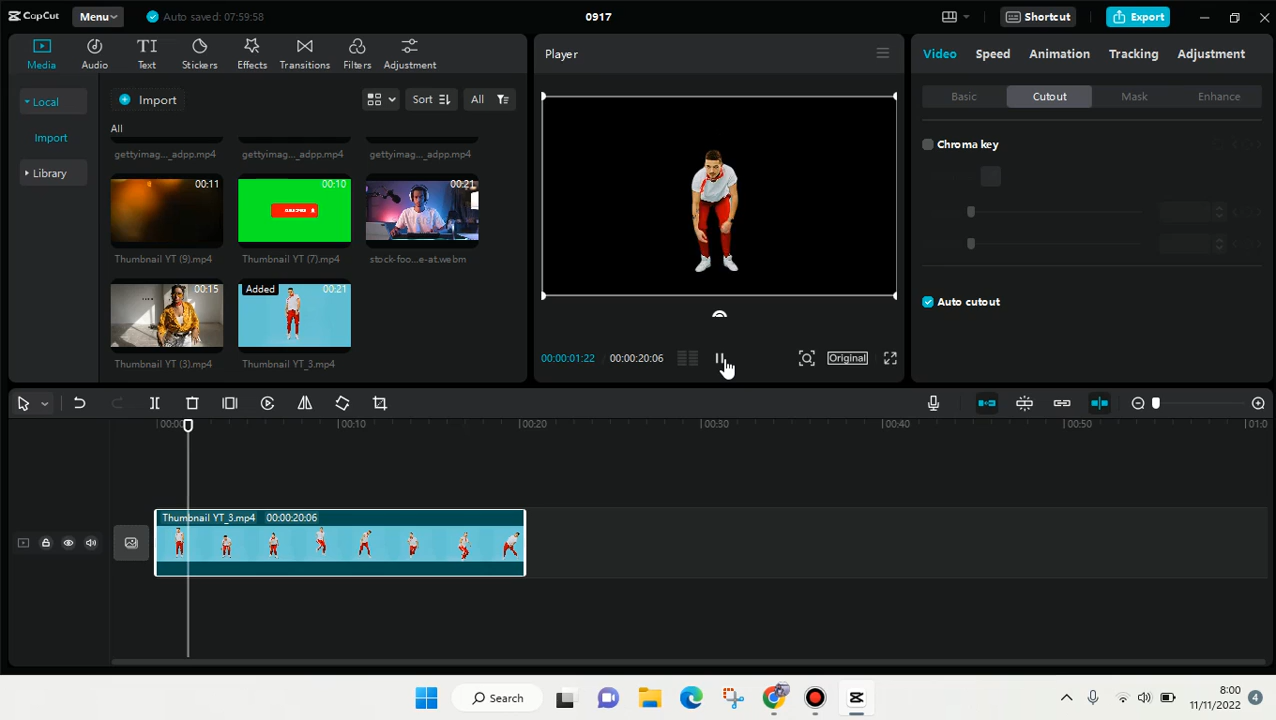 CapCut
Menu
Auto saved: 07:59:58
0917
Shortcut
Export
Media
Audio
Text
Stickers
Effects
Transitions
Filters
Adjustment
Local
Import
Library
Import
Sort
All
All
gettyimag..._adpp.mp4
gettyimag..._adpp.mp4
gettyimag..._adpp.mp4
00:11
Thumbnail YT (9).mp4
00:10
SUBSCRIBE
Thumbnail YT (7).mp4
00:21
stock-foo...e-at.webm
00:15
Thumbnail YT (3).mp4
Added
00:21
Thumbnail YT_3.mp4
Player
00:00:01:22
00:00:20:06
Original
Video
Speed
Animation
Tracking
Adjustment
Basic
Cutout
Mask
Enhance
Chroma key
Auto cutout
00:00
00:10
00:20
00:30
00:40
00:50
01:0
Thumbnail YT_3.mp4 00:00:20:06
Search
8:00
11/11/2022
4